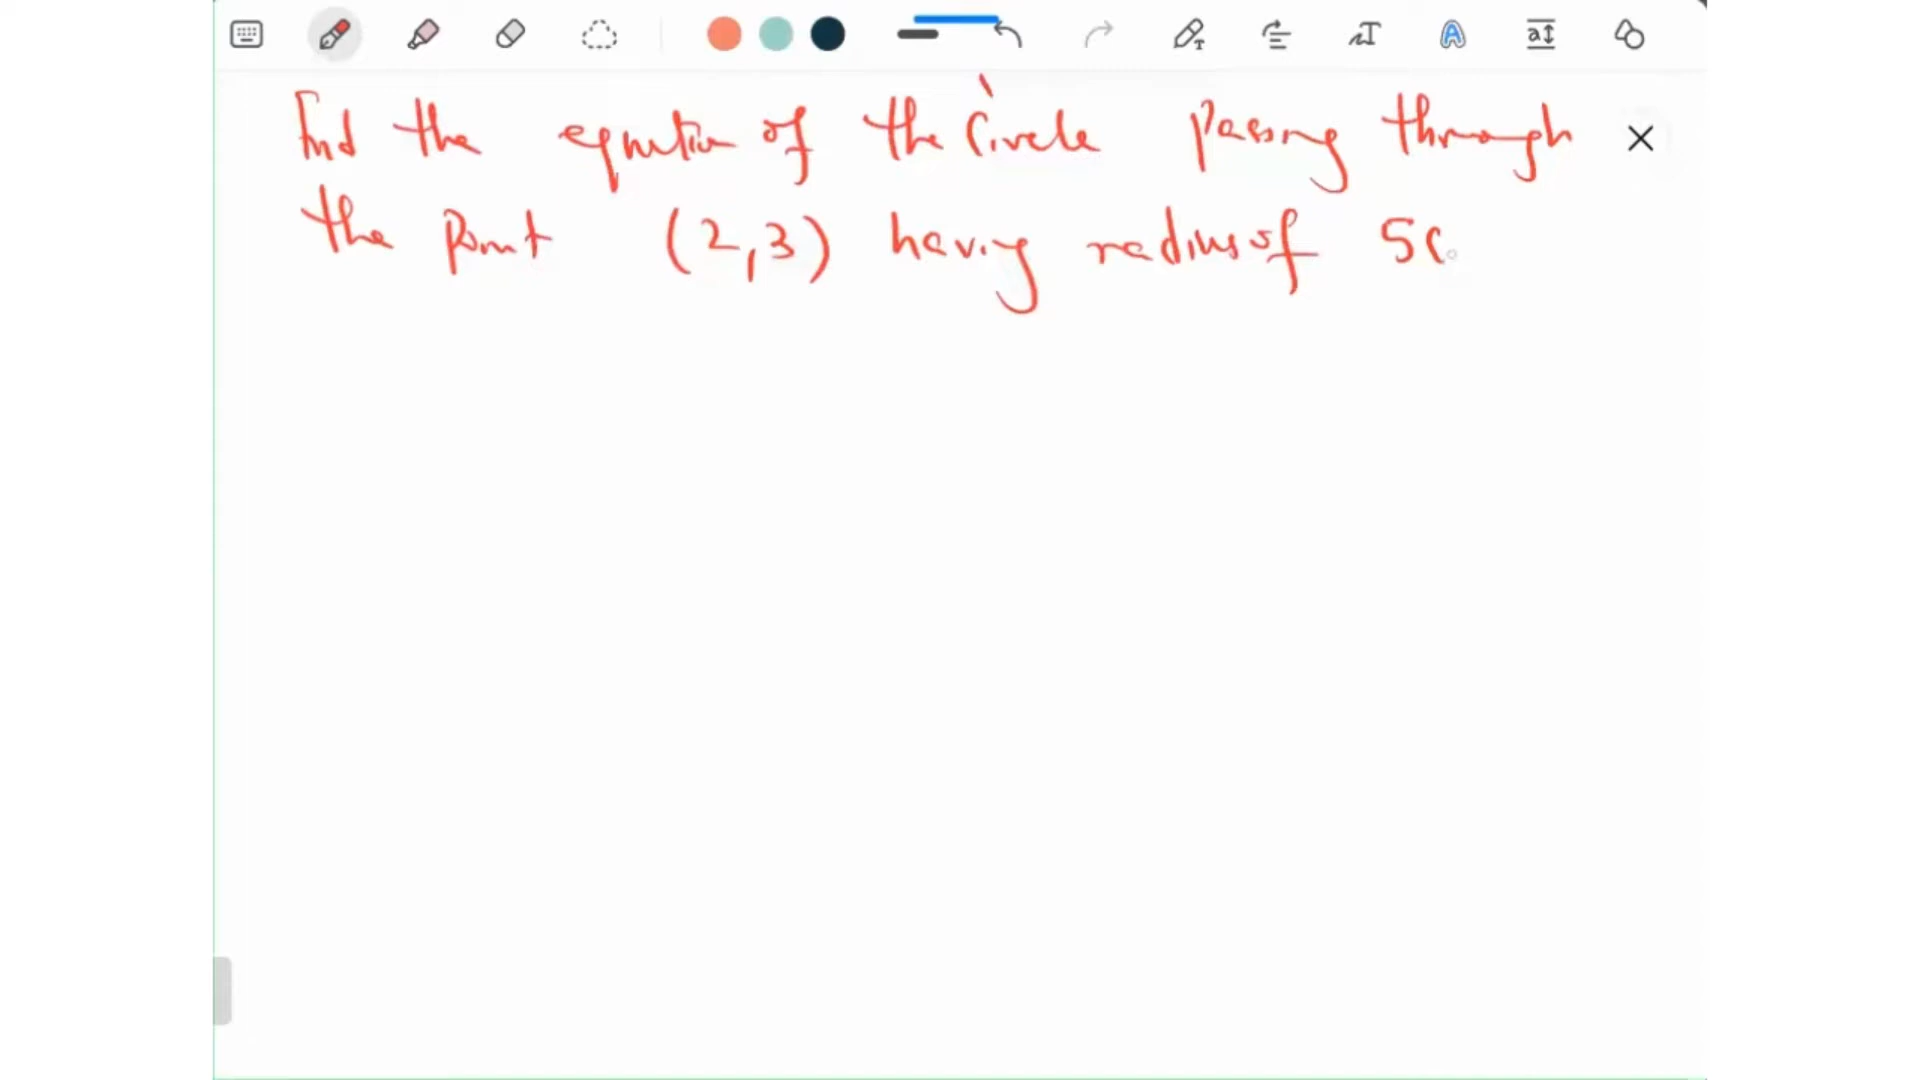 Find the equation of the Circle passing through
the point (2,3) having radius of 5c